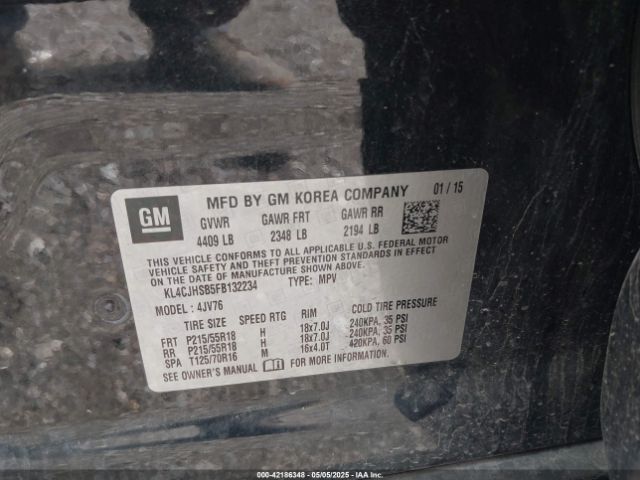 GM
MFD BY GM KOREA COMPANY 01/15
GVWR GAWR FRT GAWR RR
4409 LB 2348 LB 2194 LB
THIS VEHICLE CONFORMS TO ALL APPLICABLE U.S. FEDERAL MOTOR
VEHICLE SAFETY AND THEFT PREVENTION STANDARDS IN EFFECT
ON THE DATE OF MANUFACTURE SHOWN ABOVE.
KL4CJHSB5FB132234 TYPE: MPV
MODEL : 4JV76
TIRE SIZE SPEED RTG RIM COLD TIRE PRESSURE
FRT P215/55R18 H 18x7.0J 240KPA, 35 PSI
RR P215/55R18 H 18x7.0J 240KPA, 35 PSI
SPA T125/70R16 M 16x4.0T 420KPA, 60 PSI
SEE OWNER'S MANUAL FOR MORE INFORMATION.
000-42186348 - 05/05/2025 - IAA Inc.